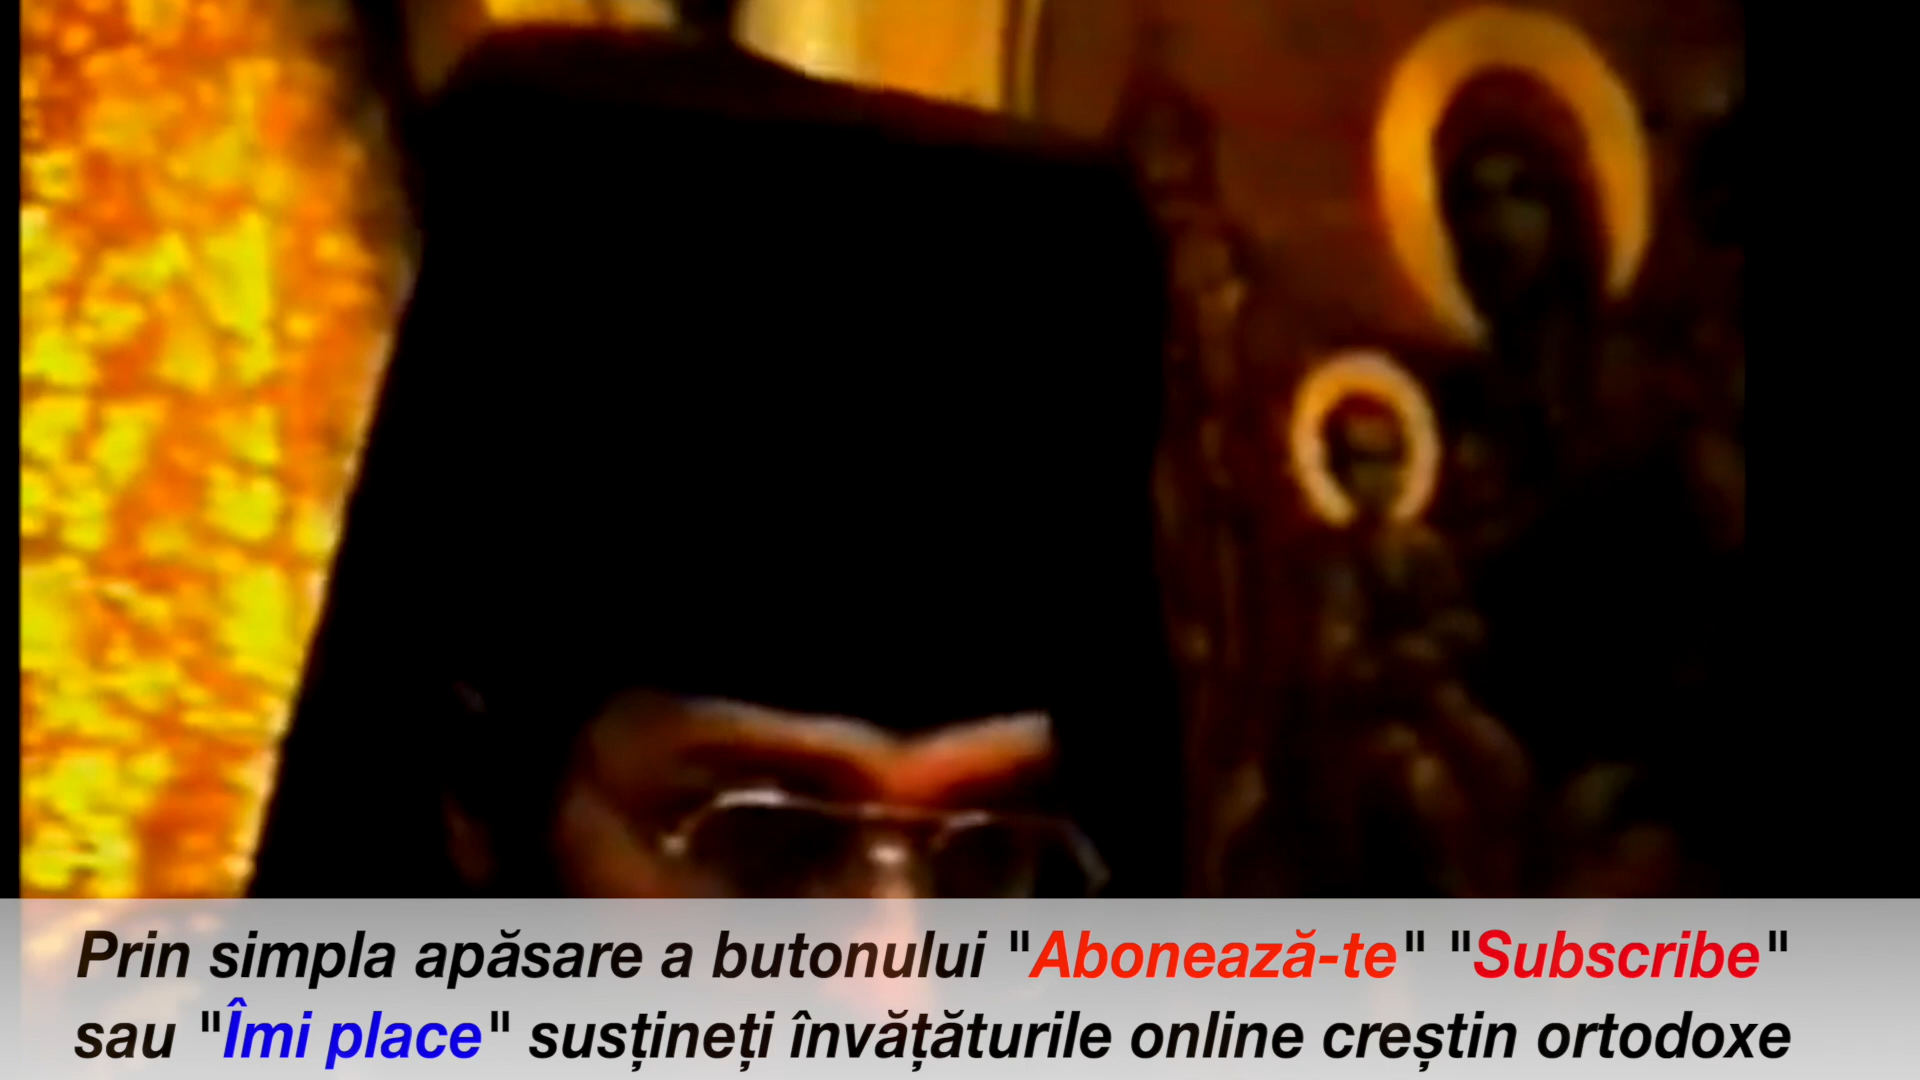 Prin simpla apăsare a butonului "Abonează-te" "Subscribe"
sau "Îmi place" susțineți învățăturile online creștin ortodoxe